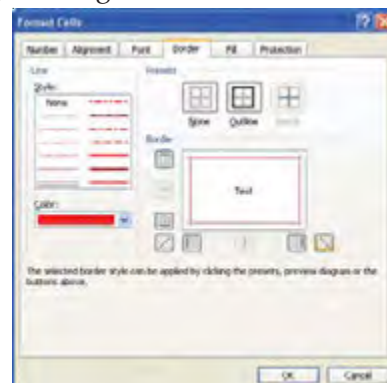 Format Cells
Number Alignment Font Border Fill Protection
Line
Presets
Style:
None
None Outline
Border
Text
Color:
The selected border style can be applied by clicking the presets, preview diagram or the
buttons above.
OK Cancel